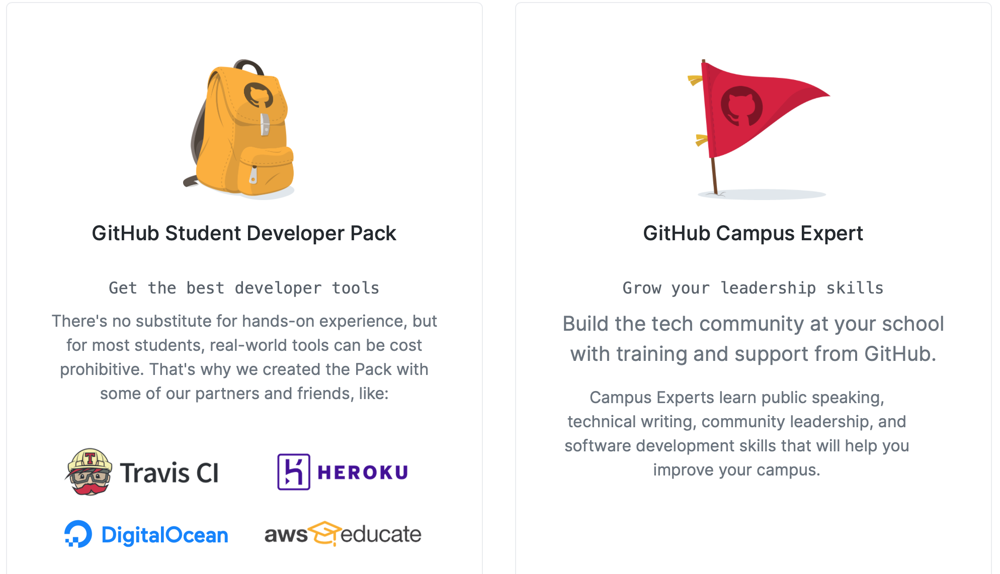 GitHub Student Developer Pack
Get the best developer tools
There's no substitute for hands-on experience, but
for most students, real-world tools can be cost
prohibitive. That's why we created the Pack with
some of our partners and friends, like:
T
Travis CI
HEROKU
DigitalOcean
aws educate
GitHub Campus Expert
Grow your leadership skills
Build the tech community at your school
with training and support from GitHub.
Campus Experts learn public speaking,
technical writing, community leadership, and
software development skills that will help you
improve your campus.